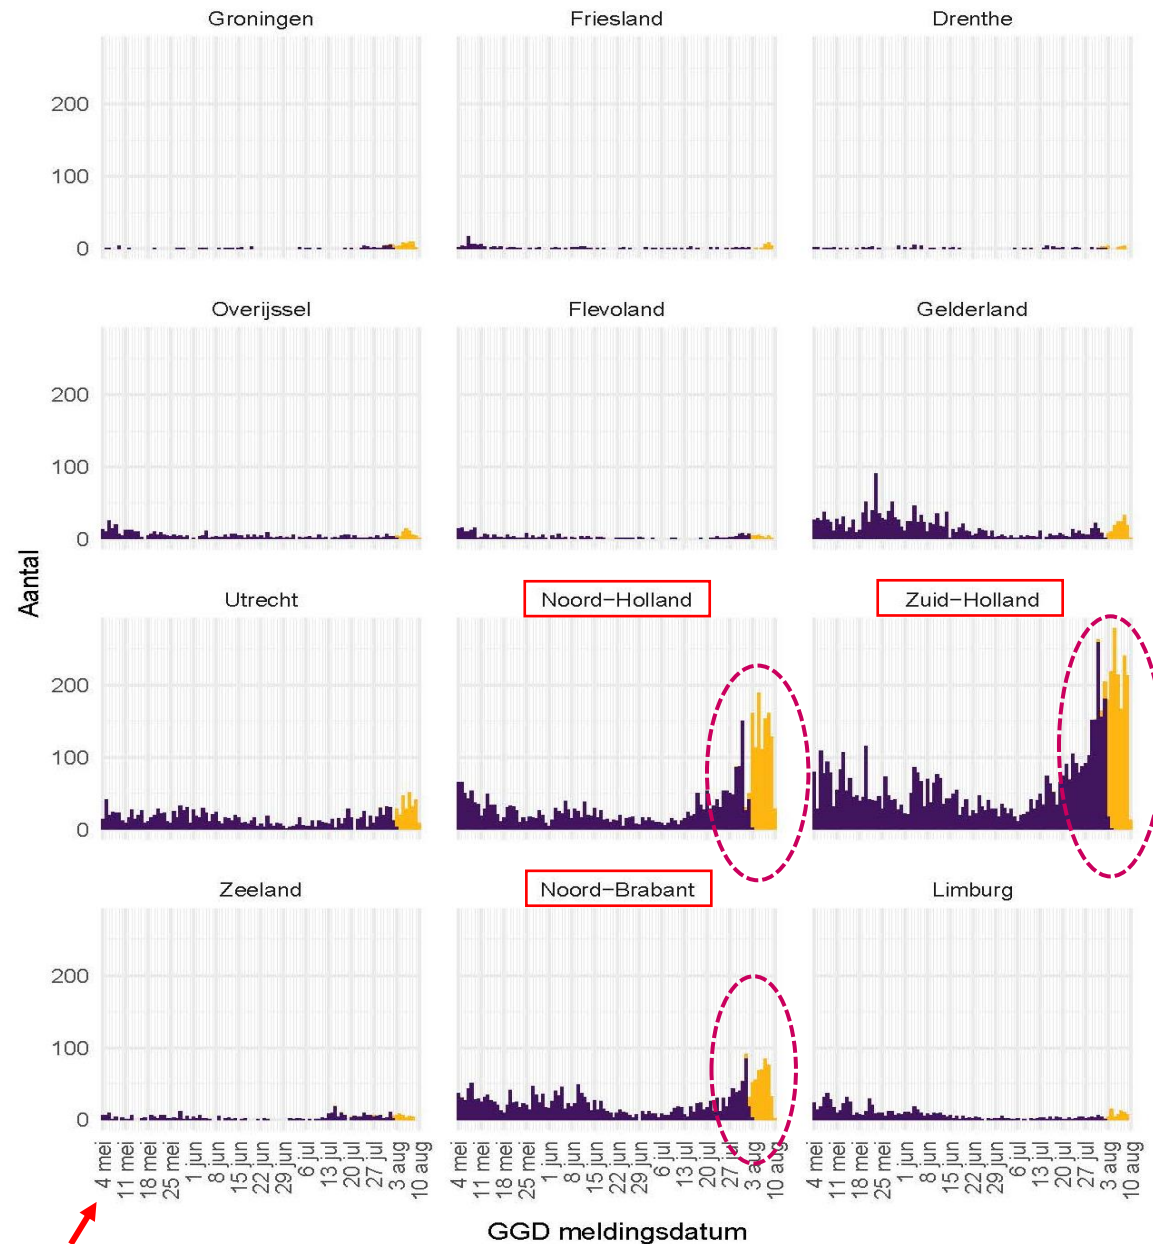 Groningen Friesland Drenthe
200
100
0
Overijssel Flevoland Gelderland
200
100
0
Aantal
Utrecht Noord-Holland Zuid-Holland
200
100
0
Zeeland Noord-Brabant Limburg
200
100
0
4 mei 11 mei 18 mei 25 mei 1 jun 8 jun 15 jun 22 jun 29 jun 6 jul 13 jul 20 jul 27 jul 3 aug 10 aug
4 mei 11 mei 18 mei 25 mei 1 jun 8 jun 15 jun 22 jun 29 jun 6 jul 13 jul 20 jul 27 jul 3 aug 10 aug
4 mei 11 mei 18 mei 25 mei 1 jun 8 jun 15 jun 22 jun 29 jun 6 jul 13 jul 20 jul 27 jul 3 aug 10 aug
GGD meldingsdatum